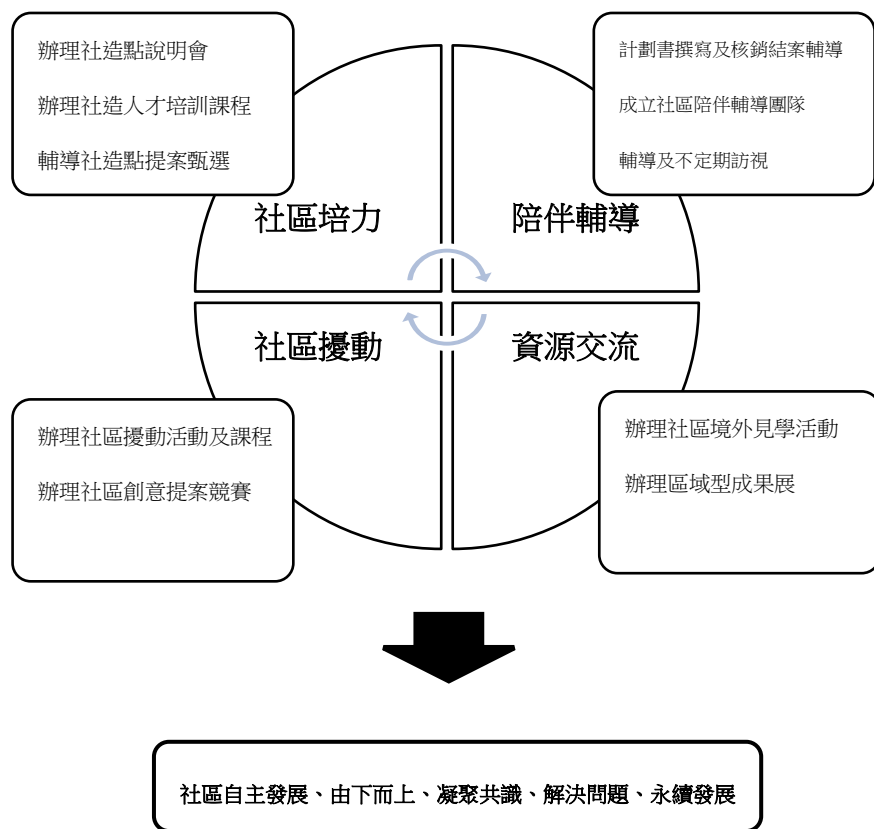 辦理社造點說明會
辦理社造人才培訓課程
輔導社造點提案甄選
計劃書撰寫及核銷結案輔導
成立社區陪伴輔導團隊
輔導及不定期訪視
社區培力
陪伴輔導
社區擾動
資源交流
辦理社區擾動活動及課程
辦理社區創意提案競賽
辦理社區境外見學活動
辦理區域型成果展
社區自主發展、由下而上、凝聚共識、解決問題、永續發展